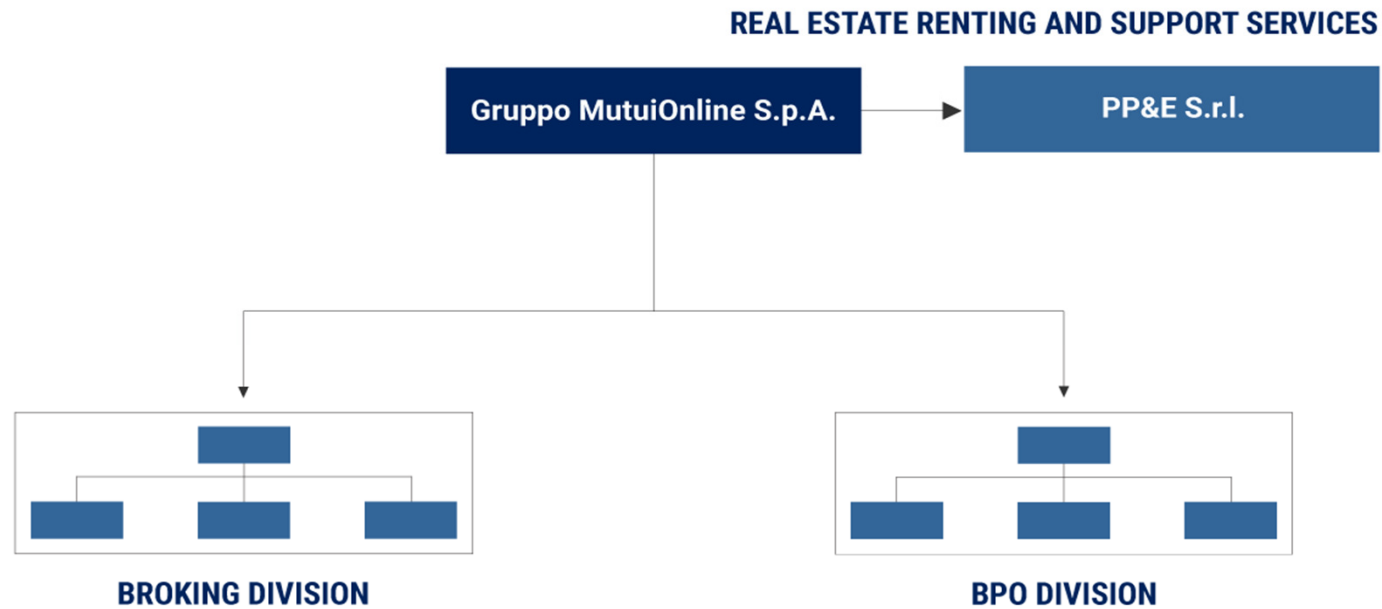 REAL ESTATE RENTING AND SUPPORT SERVICES
Gruppo MutuiOnline S.p.A.
PP&E S.r.l.
BROKING DIVISION
BPO DIVISION